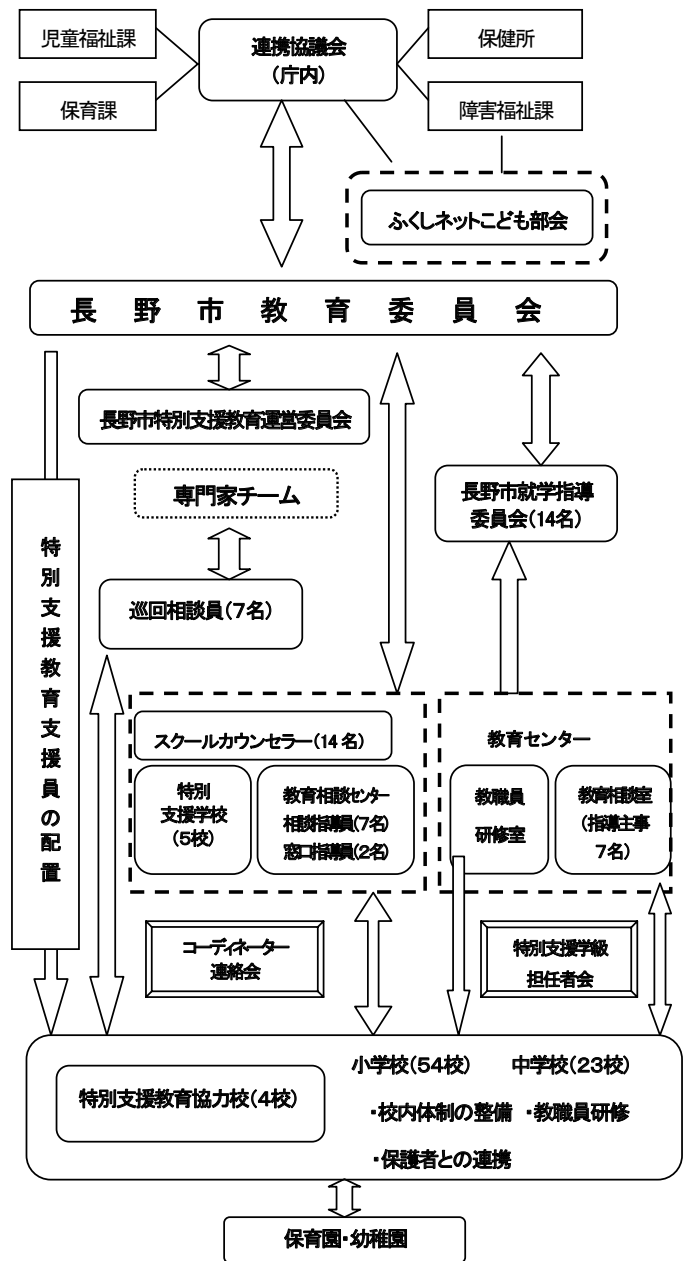 児童福祉課
連携協議会
(庁内)
保健所
保育課
障害福祉課
ふくしネットこども部会
長野市教育委員会
長野市特別支援教育運営委員会
専門家チーム
長野市就学指導
委員会(14名)
巡回相談員(7名)
特別支援教育支援員の配置
スクールカウンセラー(14名)
特別
支援学校
(5校)
教育相談センター
相談指導員(7名)
窓口指導員(2名)
教育センター
教職員
研修室
教育相談室
(指導主事
7名)
コーディネーター
連絡会
特別支援学級
担任者会
特別支援教育協力校(4校)
小学校(54校) 中学校(23校)
・校内体制の整備 ・教職員研修
・保護者との連携
保育園・幼稚園